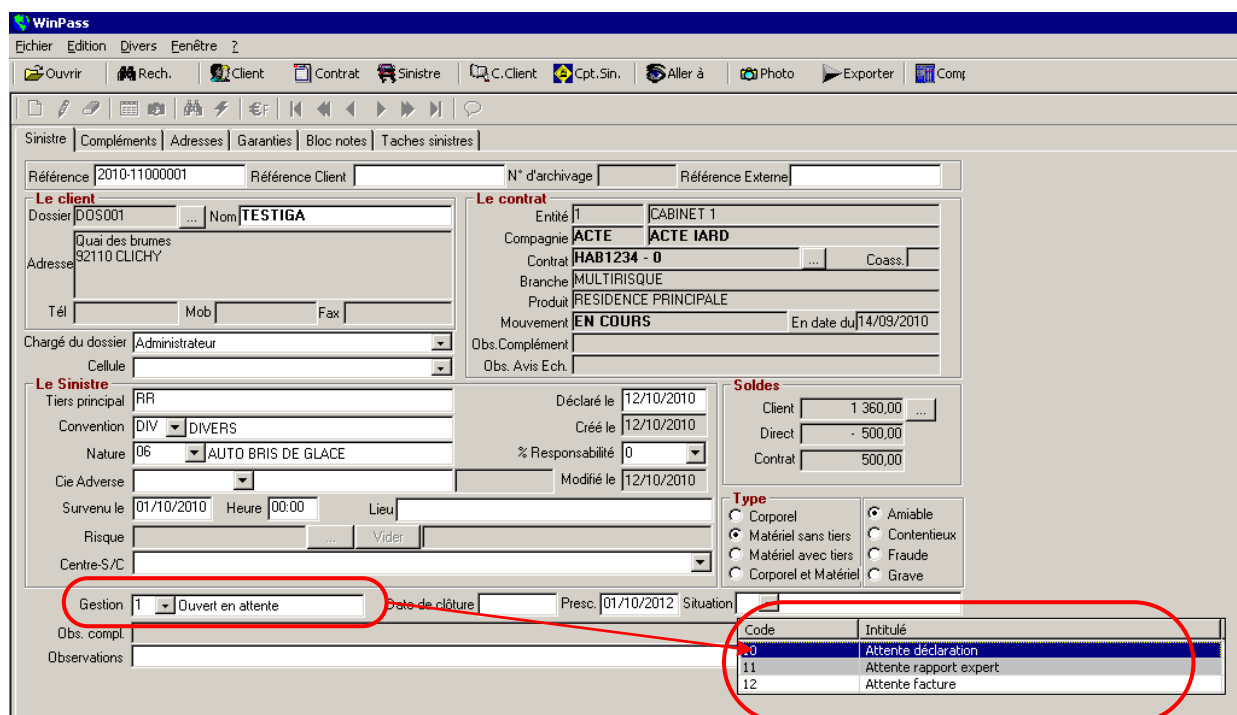 WinPass
Fichier Edition Divers Fenêtre ?
Ouvrir Rech. Client Contrat Sinistre C.Client Cpt.Sin. Aller à Photo Exporter
Sinistre Compléments Adresses Garanties Bloc notes Taches sinistres
Référence 2010-11000001 Référence Client N° d'archivage Référence Externe
Le client
Dossier DOS001 ... Nom TESTIGA
Adresse Quai des brumes
92110 CLICHY
Tél Mob Fax
Chargé du dossier Administrateur
Cellule
Le contrat
Entité 1 CABINET 1
Compagnie ACTE ACTE IARD
Contrat HAB1234 - 0 ... Coass.
Branche MULTIRISQUE
Produit RESIDENCE PRINCIPALE
Mouvement EN COURS En date du 14/09/2010
Obs.Complément
Obs. Avis Ech.
Le Sinistre
Tiers principal RR Déclaré le 12/10/2010
Convention DIV DIVERS Créé le 12/10/2010
Nature 06 AUTO BRIS DE GLACE % Responsabilité 0
Cie Adverse Modifié le 12/10/2010
Survenu le 01/10/2010 Heure 00:00 Lieu
Risque ... Vider
Centre-S/C
Soldes
Client 1 360,00 ...
Direct - 500,00
Contrat 500,00
Type
Corporel Amiable
Matériel sans tiers Contentieux
Matériel avec tiers Fraude
Corporel et Matériel Grave
Gestion 1 Ouvert en attente Date de clôture Presc. 01/10/2012 Situation
Obs. compl.
Observations
Code Intitulé
10 Attente déclaration
11 Attente rapport expert
12 Attente facture